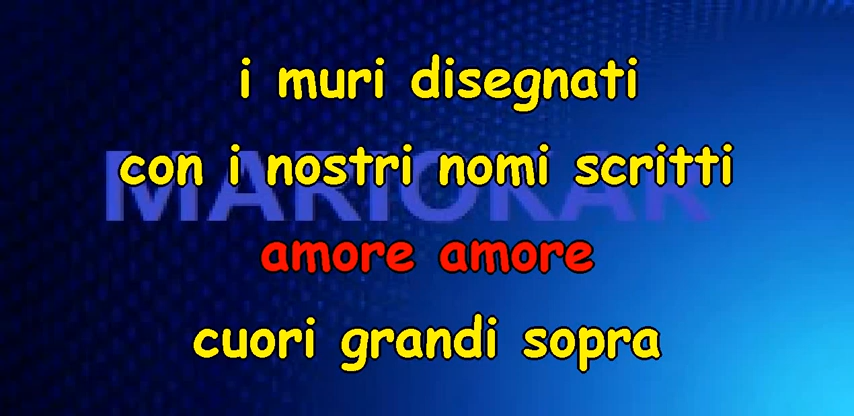 i muri disegnati
con i nostri nomi scritti
MARIOKAR
amore amore
cuori grandi sopra